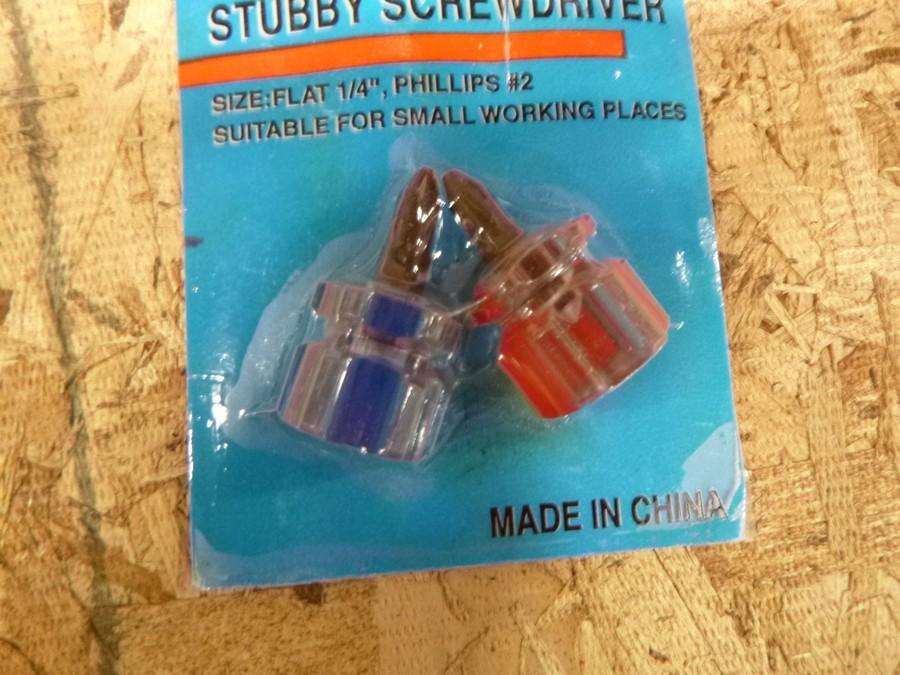 STUBBY SCREWDRIVER
SIZE:FLAT 1/4", PHILLIPS #2
SUITABLE FOR SMALL WORKING PLACES
MADE IN CHINA